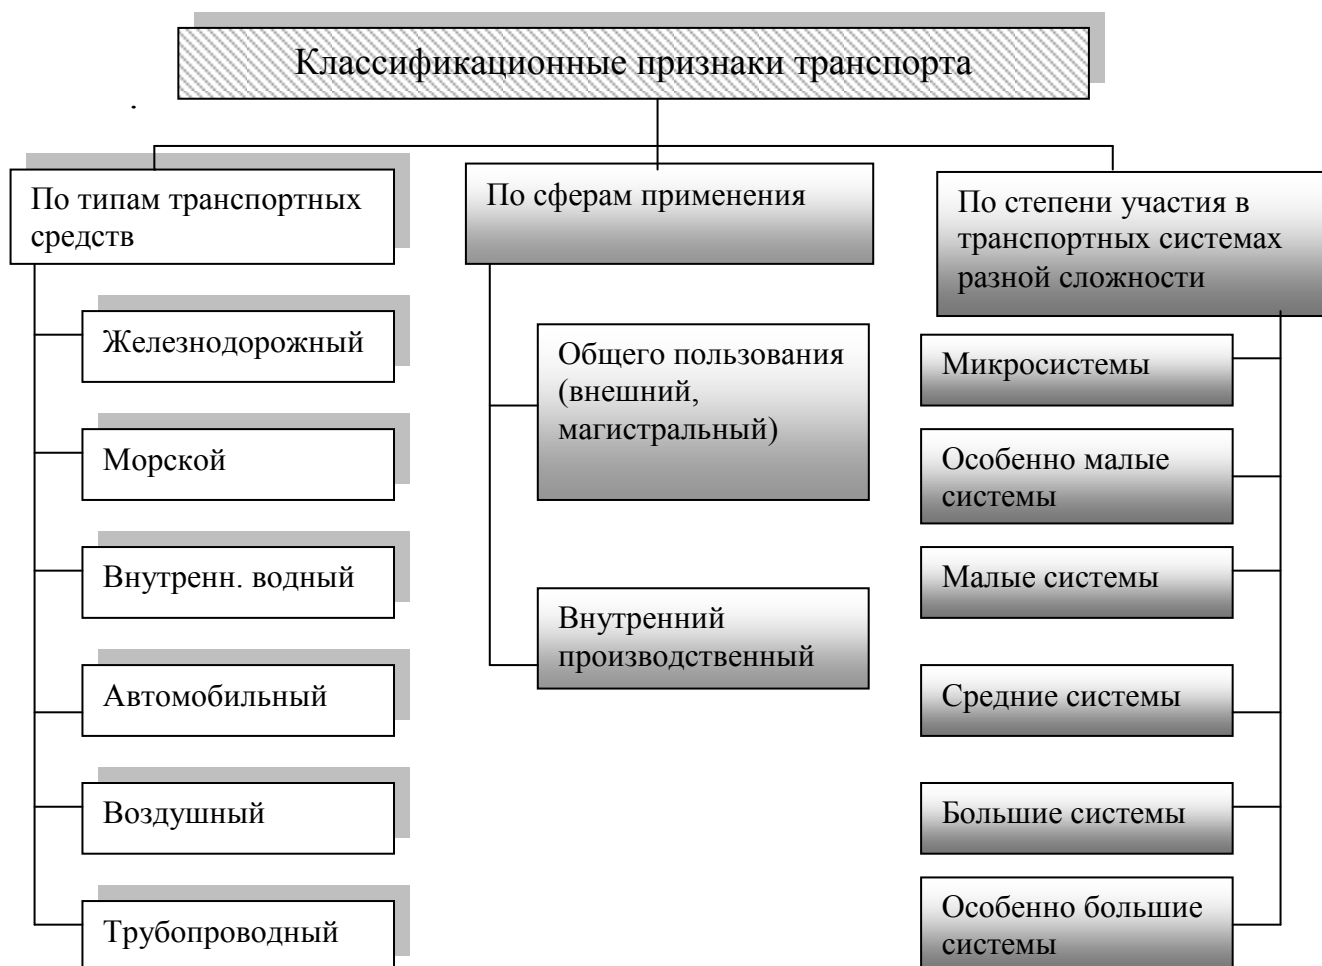 Классификационные признаки транспорта
.
По типам транспортных
средств
Железнодорожный
Морской
Внутренн. водный
Автомобильный
Воздушный
Трубопроводный
По сферам применения
Общего пользования
(внешний,
магистральный)
Внутренний
производственный
По степени участия в
транспортных системах
разной сложности
Микросистемы
Особенно малые
системы
Малые системы
Средние системы
Большие системы
Особенно большие
системы